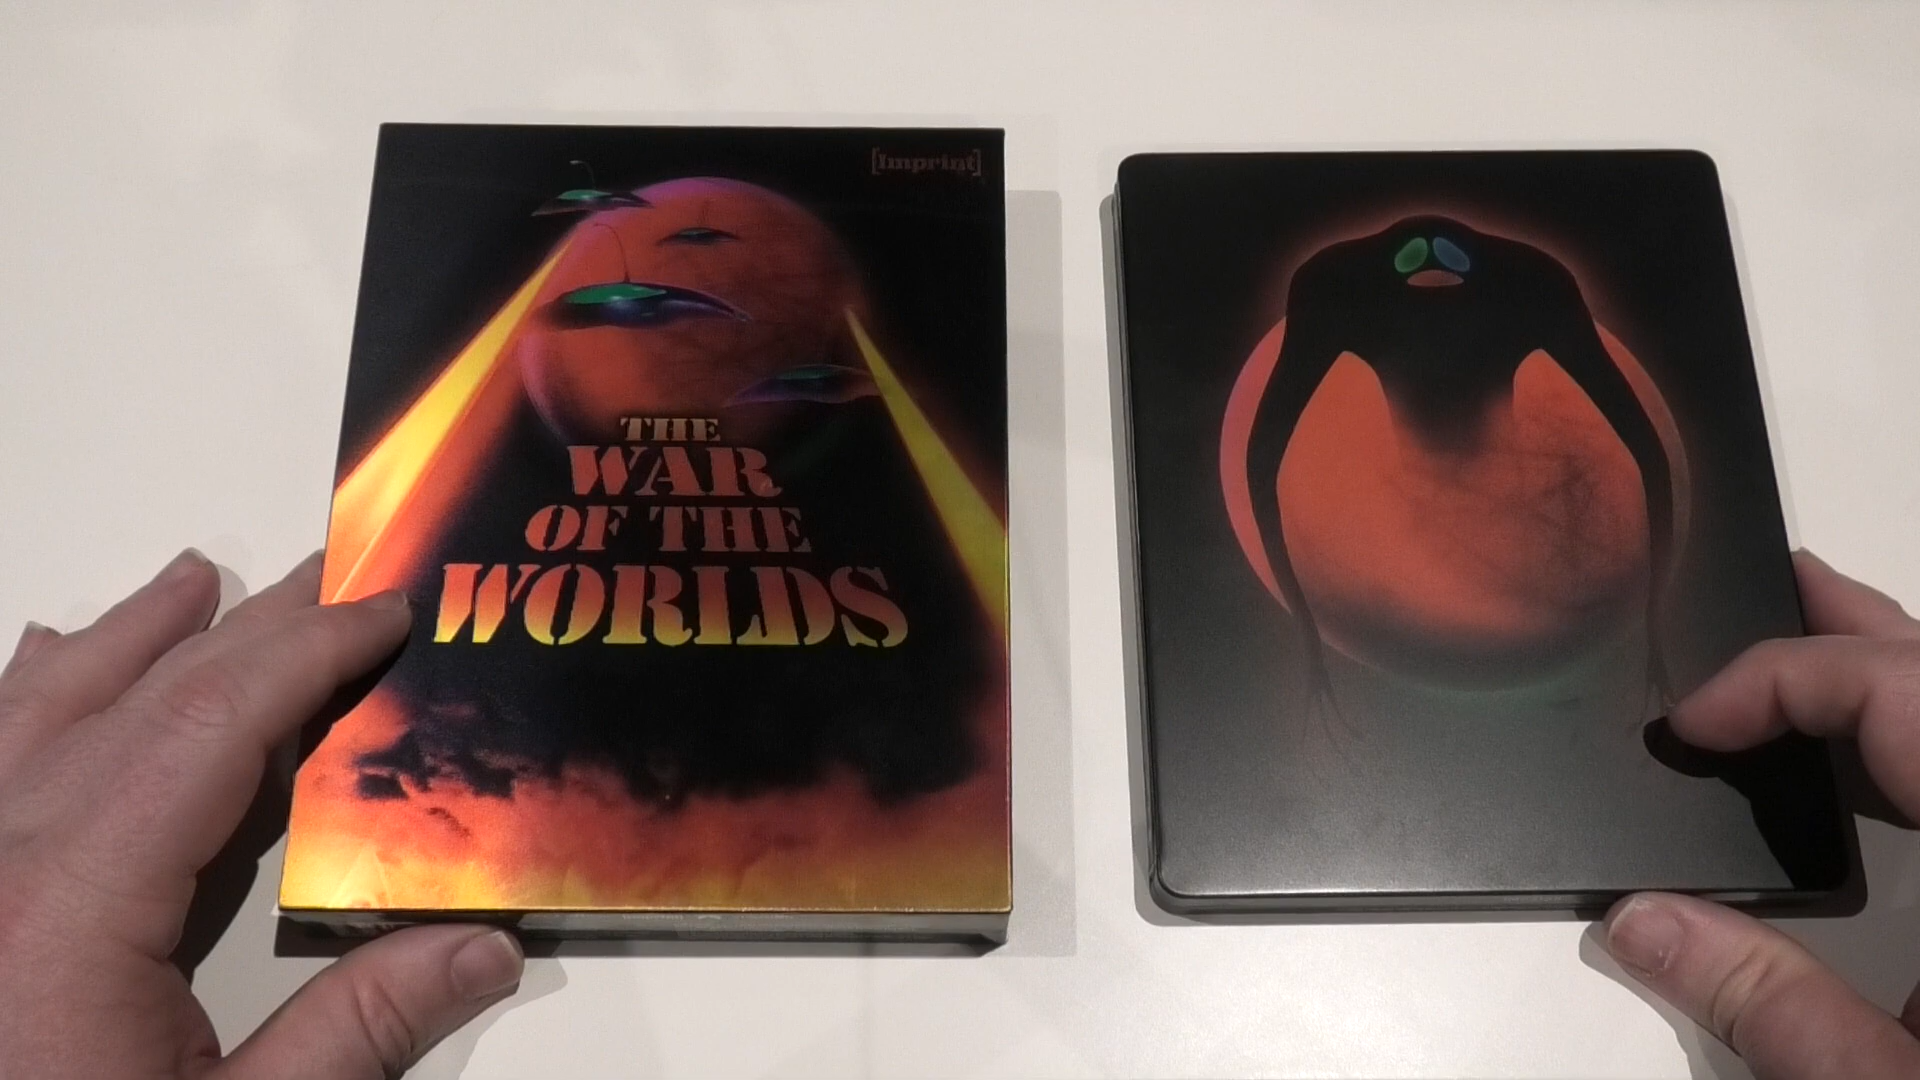 [Imprint]
THE
WAR
OF THE
WORLDS